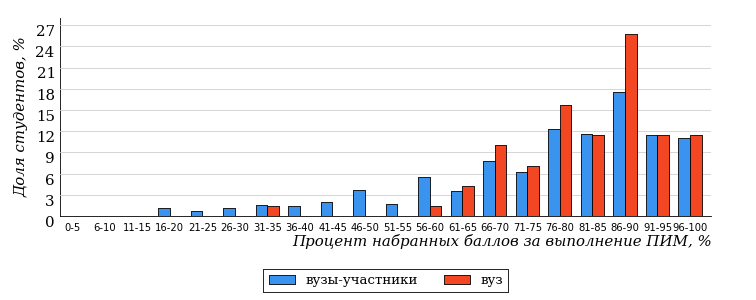 Доля студентов, %
27
24
21
18
15
12
9
6
3
0
0-5 6-10 11-15 16-20 21-25 26-30 31-35 36-40 41-45 46-50 51-55 56-60 61-65 66-70 71-75 76-80 81-85 86-90 91-95 96-100
Процент набранных баллов за выполнение ПИМ, %
вузы-участники вуз